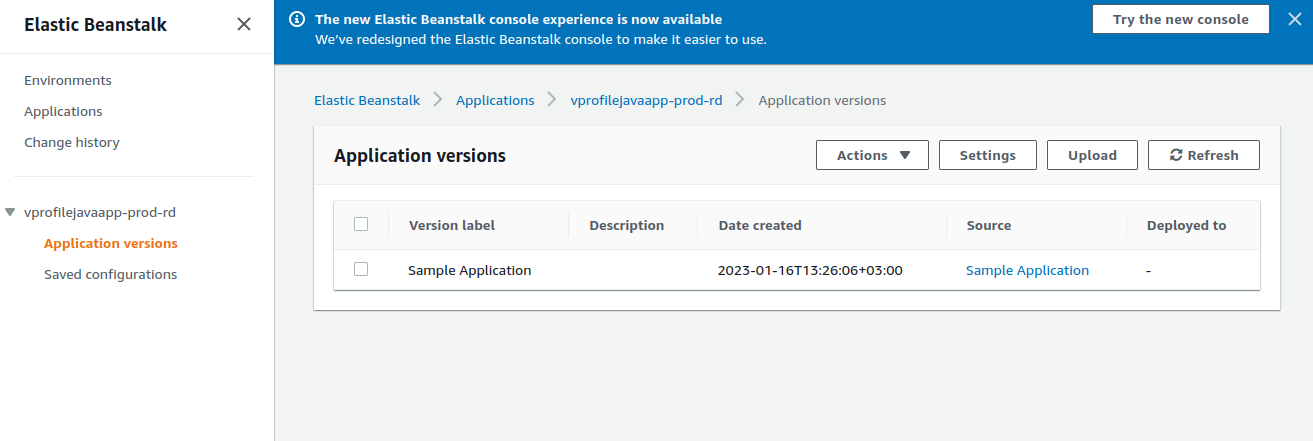 Elastic Beanstalk
Environments
Applications
Change history
vprofilejavaapp-prod-rd
Application versions
Saved configurations
The new Elastic Beanstalk console experience is now available
We've redesigned the Elastic Beanstalk console to make it easier to use.
Try the new console
Elastic Beanstalk Applications vprofilejavaapp-prod-rd Application versions
Application versions Actions Settings Upload Refresh
Version label Description Date created Source Deployed to
Sample Application 2023-01-16T13:26:06+03:00 Sample Application -